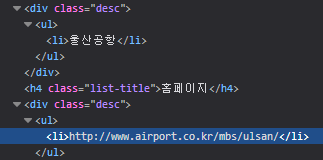 <div class="desc">
<ul>
<li>울산공항</li>
</ul>
</div>
<h4 class="list-title">홈페이지</h4>
<div class="desc">
<ul>
<li>http://www.airport.co.kr/mbs/ulsan/</li>
</ul>